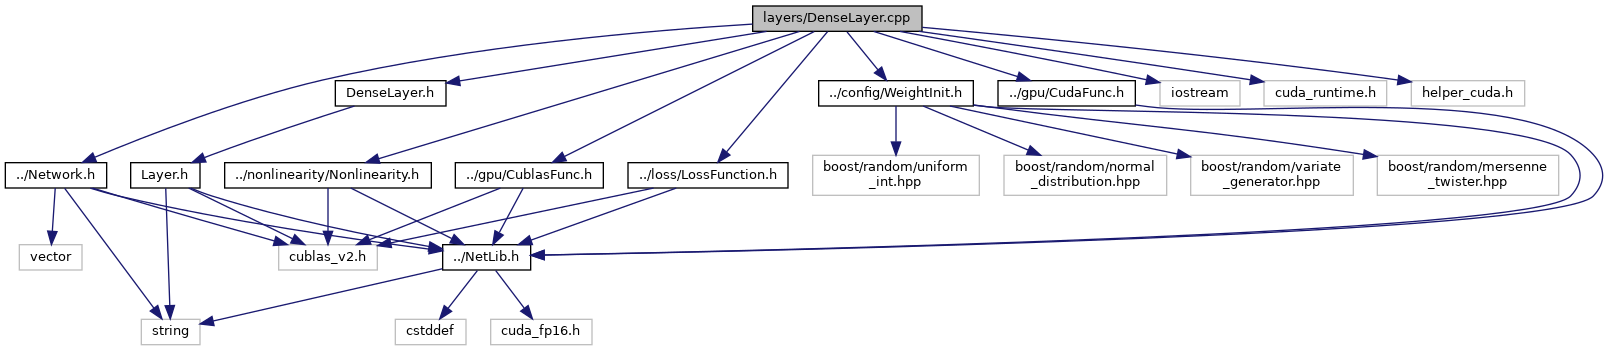 layers/DenseLayer.cpp
DenseLayer.h
../config/WeightInit.h
../gpu/CudaFunc.h
iostream
cuda_runtime.h
helper_cuda.h
../Network.h
Layer.h
../nonlinearity/Nonlinearity.h
../gpu/CublasFunc.h
../loss/LossFunction.h
boost/random/uniform
_int.hpp
boost/random/normal
_distribution.hpp
boost/random/variate
_generator.hpp
boost/random/mersenne
_twister.hpp
vector
cublas_v2.h
../NetLib.h
string
cstddef
cuda_fp16.h